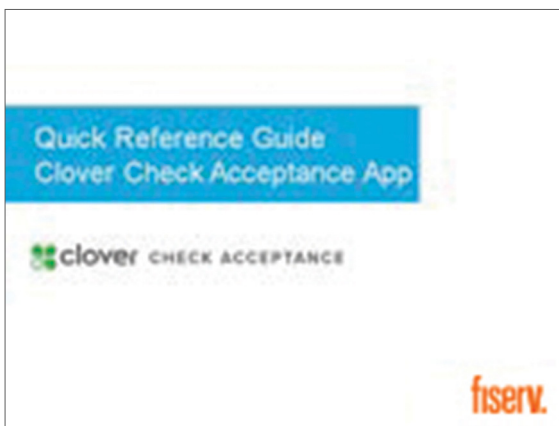 Quick Reference Guide
Clover Check Acceptance App
clover CHECK ACCEPTANCE
fiserv.